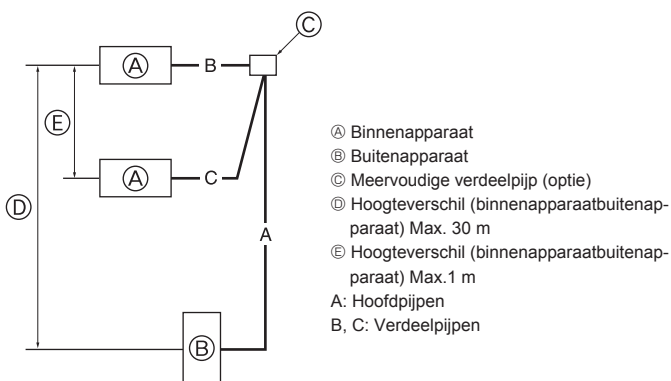 Ⓒ
Ⓐ B
Ⓔ
Ⓐ C
Ⓓ
A
Ⓑ
Ⓐ Binnenapparaat
Ⓑ Buitenapparaat
Ⓒ Meervoudige verdeelpijp (optie)
Ⓓ Hoogteverschil (binnenapparaatbuitenap-
paraat) Max. 30 m
Ⓔ Hoogteverschil (binnenapparaatbuitenap-
paraat) Max.1 m
A: Hoofdpijpen
B, C: Verdeelpijpen